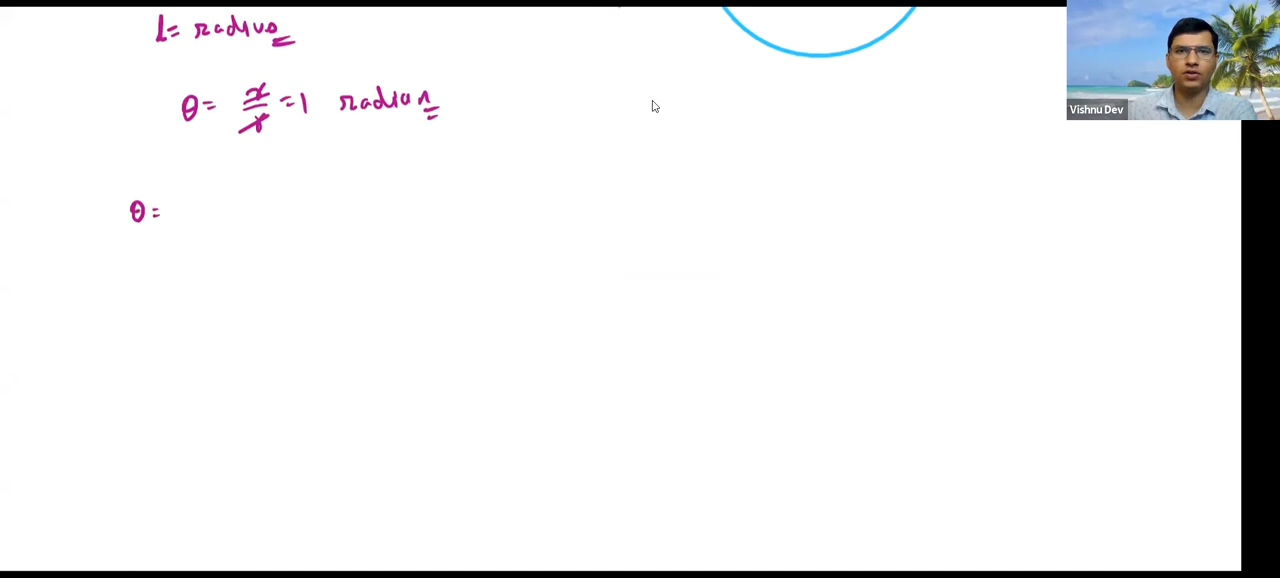 l = radius
θ = r/r = 1 radian
Vishnu Dev
θ =